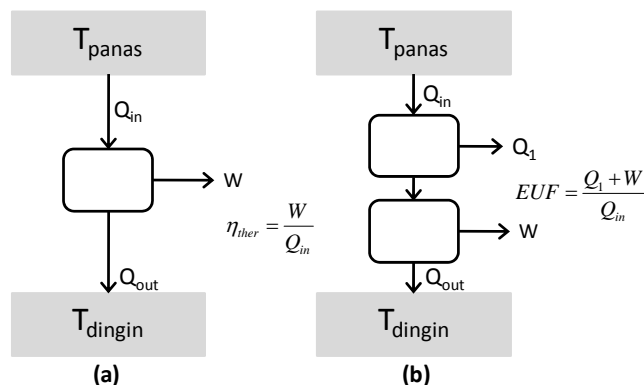 T_panas
Q_in
W
η_ther = W / Q_in
Q_out
T_dingin
(a)
T_panas
Q_in
Q_1
EUF = Q_1 + W / Q_in
W
Q_out
T_dingin
(b)